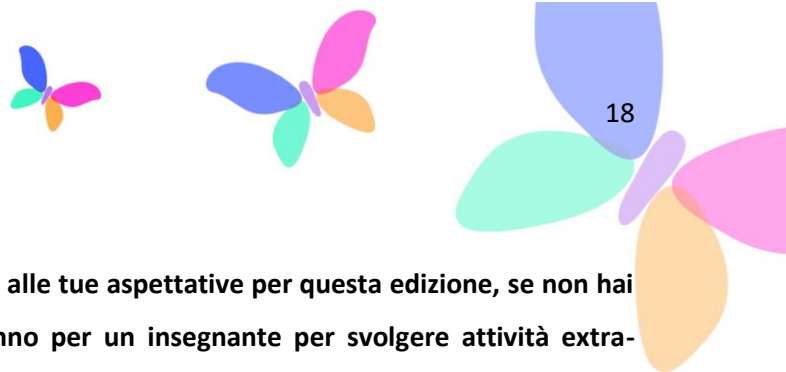 18
alle tue aspettative per questa edizione, se non hai
nno per un insegnante per svolgere attività extra-